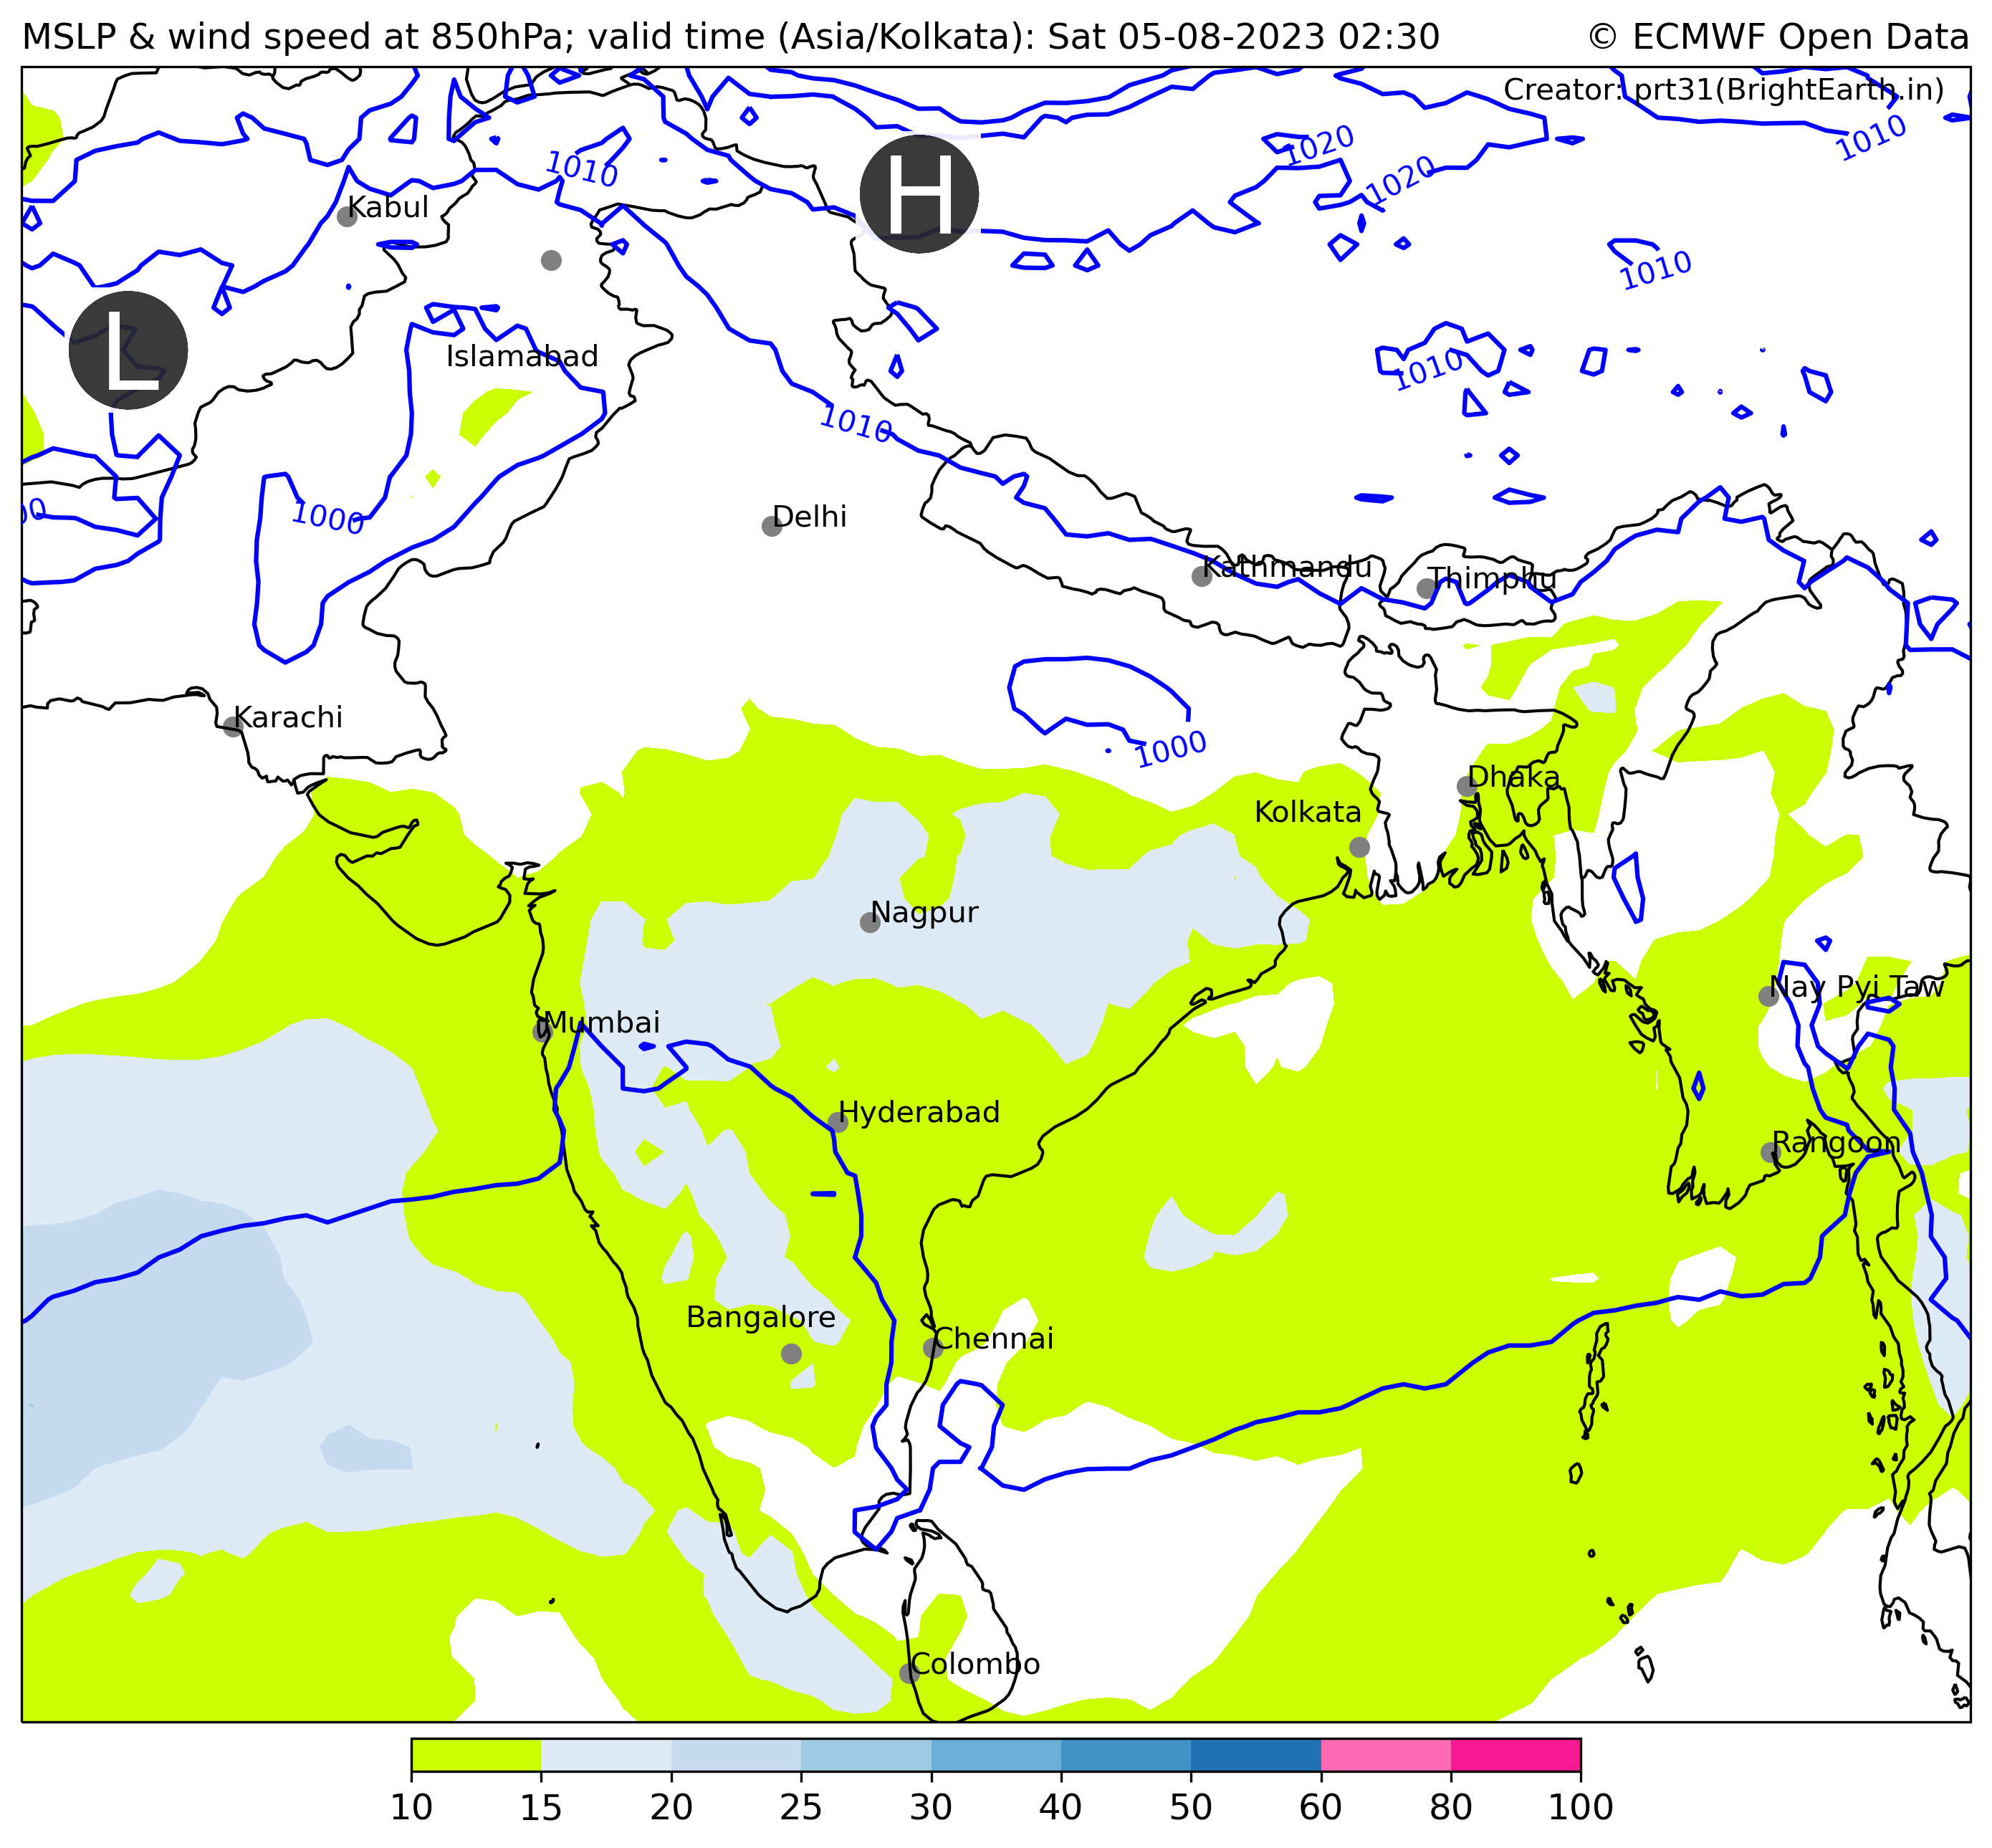 MSLP & wind speed at 850hPa; valid time (Asia/Kolkata): Sat 05-08-2023 02:30
© ECMWF Open Data
Creator: prt31(BrightEarth.in)
1010
1020
1010
1020
H
Kabul
1010
L
Islamabad
1010
1010
1000
Delhi
Kathmandu
Thimphu
Karachi
1000
Dhaka
Kolkata
Nagpur
Nay Pyi Taw
Mumbai
Hyderabad
Rangoon
Bangalore
Chennai
Colombo
10 15 20 25 30 40 50 60 80 100